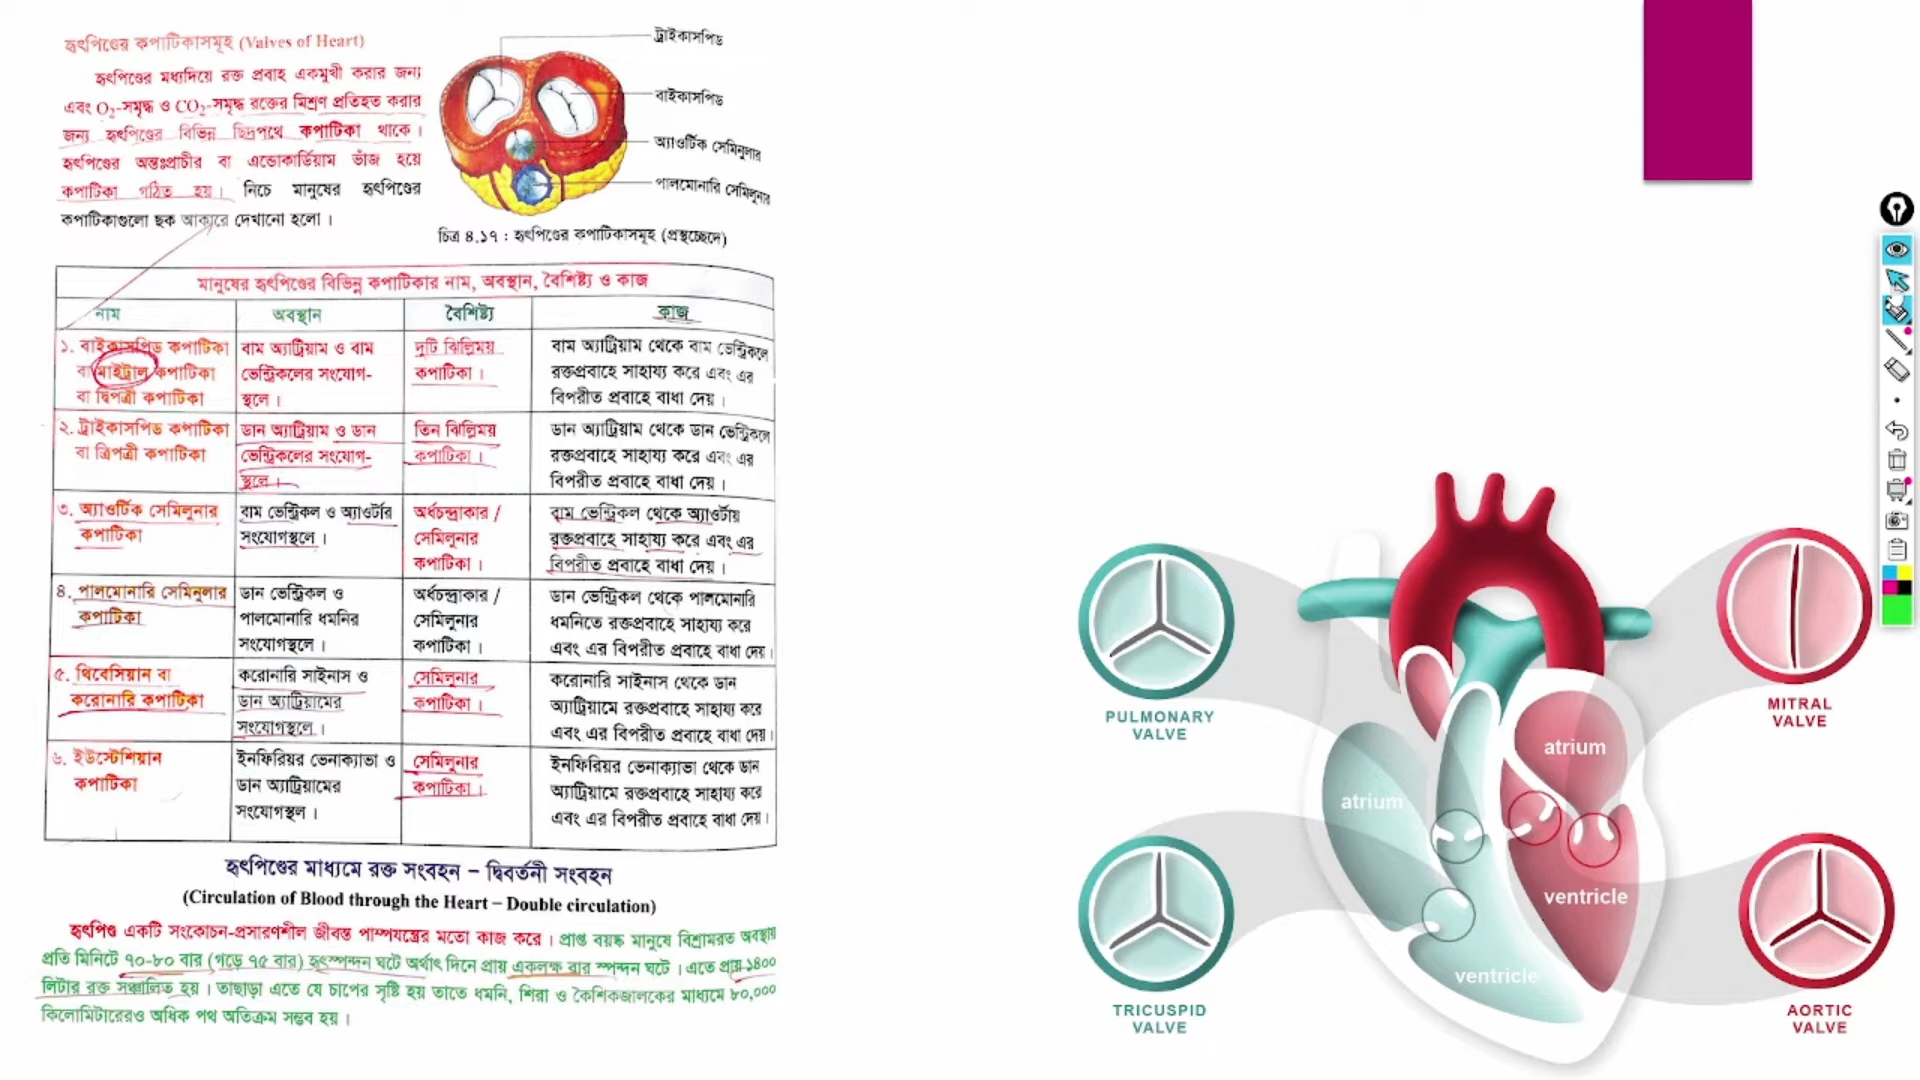 হৃৎপিণ্ডের কপাটিকাসমূহ (Valves of Heart)
হৃৎপিণ্ডের মধ্যদিয়ে রক্ত প্রবাহ একমুখী করার জন্য
এবং O2-সমৃদ্ধ ও CO2-সমৃদ্ধ রক্তের মিশ্রণ প্রতিহত করার
জন্য হৃৎপিণ্ডের বিভিন্ন ছিদ্রপথে কপাটিকা থাকে।
হৃৎপিণ্ডের অন্তঃপ্রাচীর বা এন্ডোকার্ডিয়াম ভাঁজ হয়ে
কপাটিকা গঠিত হয়। নিচে মানুষের হৃৎপিণ্ডের
কপাটিকাগুলো ছক আকারে দেখানো হলো।
ট্রাইকাসপিড
বাইকাসপিড
অ্যাওর্টিক সেমিনুলার
পালমোনারি সেমিলুনার
চিত্র ৪.১৭ : হৃৎপিণ্ডের কপাটিকাসমূহ (প্রস্থচ্ছেদে)
মানুষের হৃৎপিণ্ডের বিভিন্ন কপাটিকার নাম, অবস্থান, বৈশিষ্ট্য ও কাজ
নাম অবস্থান বৈশিষ্ট্য কাজ
১. বাইকাসপিড কপাটিকা বাম অ্যাট্রিয়াম ও বাম দুটি ঝিল্লিময় বাম অ্যাট্রিয়াম থেকে বাম ভেন্ট্রিকলে
বা মাইট্রাল কপাটিকা ভেন্ট্রিকলের সংযোগ- কপাটিকা। রক্তপ্রবাহে সাহায্য করে এবং এর
বা দ্বিপত্রী কপাটিকা স্থলে। বিপরীত প্রবাহে বাধা দেয়।
২. ট্রাইকাসপিড কপাটিকা ডান অ্যাট্রিয়াম ও ডান তিন ঝিল্লিময় ডান অ্যাট্রিয়াম থেকে ডান ভেন্ট্রিকলে
বা ত্রিপত্রী কপাটিকা ভেন্ট্রিকলের সংযোগ- কপাটিকা। রক্তপ্রবাহে সাহায্য করে এবং এর
স্থলে। বিপরীত প্রবাহে বাধা দেয়।
৩. অ্যাওর্টিক সেমিলুনার বাম ভেন্ট্রিকল ও অ্যাওর্টার অর্ধচন্দ্রাকার / বাম ভেন্ট্রিকল থেকে অ্যাওর্টায়
কপাটিকা সংযোগস্থলে। সেমিলুনার রক্তপ্রবাহে সাহায্য করে এবং এর
কপাটিকা। বিপরীত প্রবাহে বাধা দেয়।
৪. পালমোনারি সেমিলুনার ডান ভেন্ট্রিকল ও অর্ধচন্দ্রাকার / ডান ভেন্ট্রিকল থেকে পালমোনারি
কপাটিকা পালমোনারি ধমনির সেমিলুনার ধমনিতে রক্তপ্রবাহে সাহায্য করে
সংযোগস্থলে। কপাটিকা। এবং এর বিপরীত প্রবাহে বাধা দেয়।
৫. থিবেসিয়ান বা করোনারি সাইনাস ও সেমিলুনার করোনারি সাইনাস থেকে ডান
করোনারি কপাটিকা ডান অ্যাট্রিয়ামের কপাটিকা। অ্যাট্রিয়ামে রক্তপ্রবাহে সাহায্য করে
সংযোগস্থলে। এবং এর বিপরীত প্রবাহে বাধা দেয়।
৬. ইউস্টেশিয়ান ইনফিরিয়র ভেনাক্যাভা ও সেমিলুনার ইনফিরিয়র ভেনাক্যাভা থেকে ডান
কপাটিকা ডান অ্যাট্রিয়ামের কপাটিকা। অ্যাট্রিয়ামে রক্তপ্রবাহে সাহায্য করে
সংযোগস্থল। এবং এর বিপরীত প্রবাহে বাধা দেয়।
হৃৎপিণ্ডের মাধ্যমে রক্ত সংবহন – দ্বিবর্তনী সংবহন
(Circulation of Blood through the Heart – Double circulation)
হৃৎপিণ্ড একটি সংকোচন-প্রসারণশীল জীবন্ত পাম্পযন্ত্রের মতো কাজ করে। প্রাপ্ত বয়স্ক মানুষে বিশ্রামরত অবস্থায়
প্রতি মিনিটে ৭০-৮০ বার (গড়ে ৭৫ বার) হৃৎস্পন্দন ঘটে অর্থাৎ দিনে প্রায় একলক্ষ বার স্পন্দন ঘটে। এতে প্রায় ১৪০০
লিটার রক্ত সঞ্চালিত হয়। তাছাড়া এতে যে চাপের সৃষ্টি হয় তাতে ধমনি, শিরা ও কৈশিকজালকের মাধ্যমে ৮০,০০০
কিলোমিটারেরও অধিক পথ অতিক্রম সম্ভব হয়।
PULMONARY
VALVE
MITRAL
VALVE
atrium
atrium
ventricle
ventricle
TRICUSPID
VALVE
AORTIC
VALVE